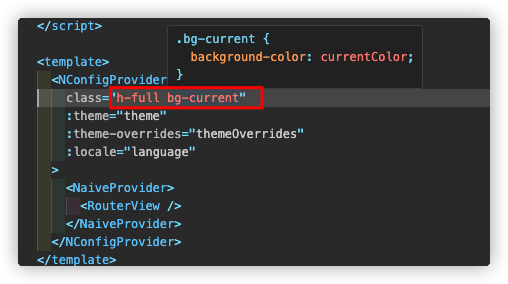 </script>
.bg-current {
background-color: currentColor;
}
<template>
<NConfigProvider
class="h-full bg-current"
:theme="theme"
:theme-overrides="themeOverrides"
:locale="language"
>
<NaiveProvider>
<RouterView />
</NaiveProvider>
</NConfigProvider>
</template>